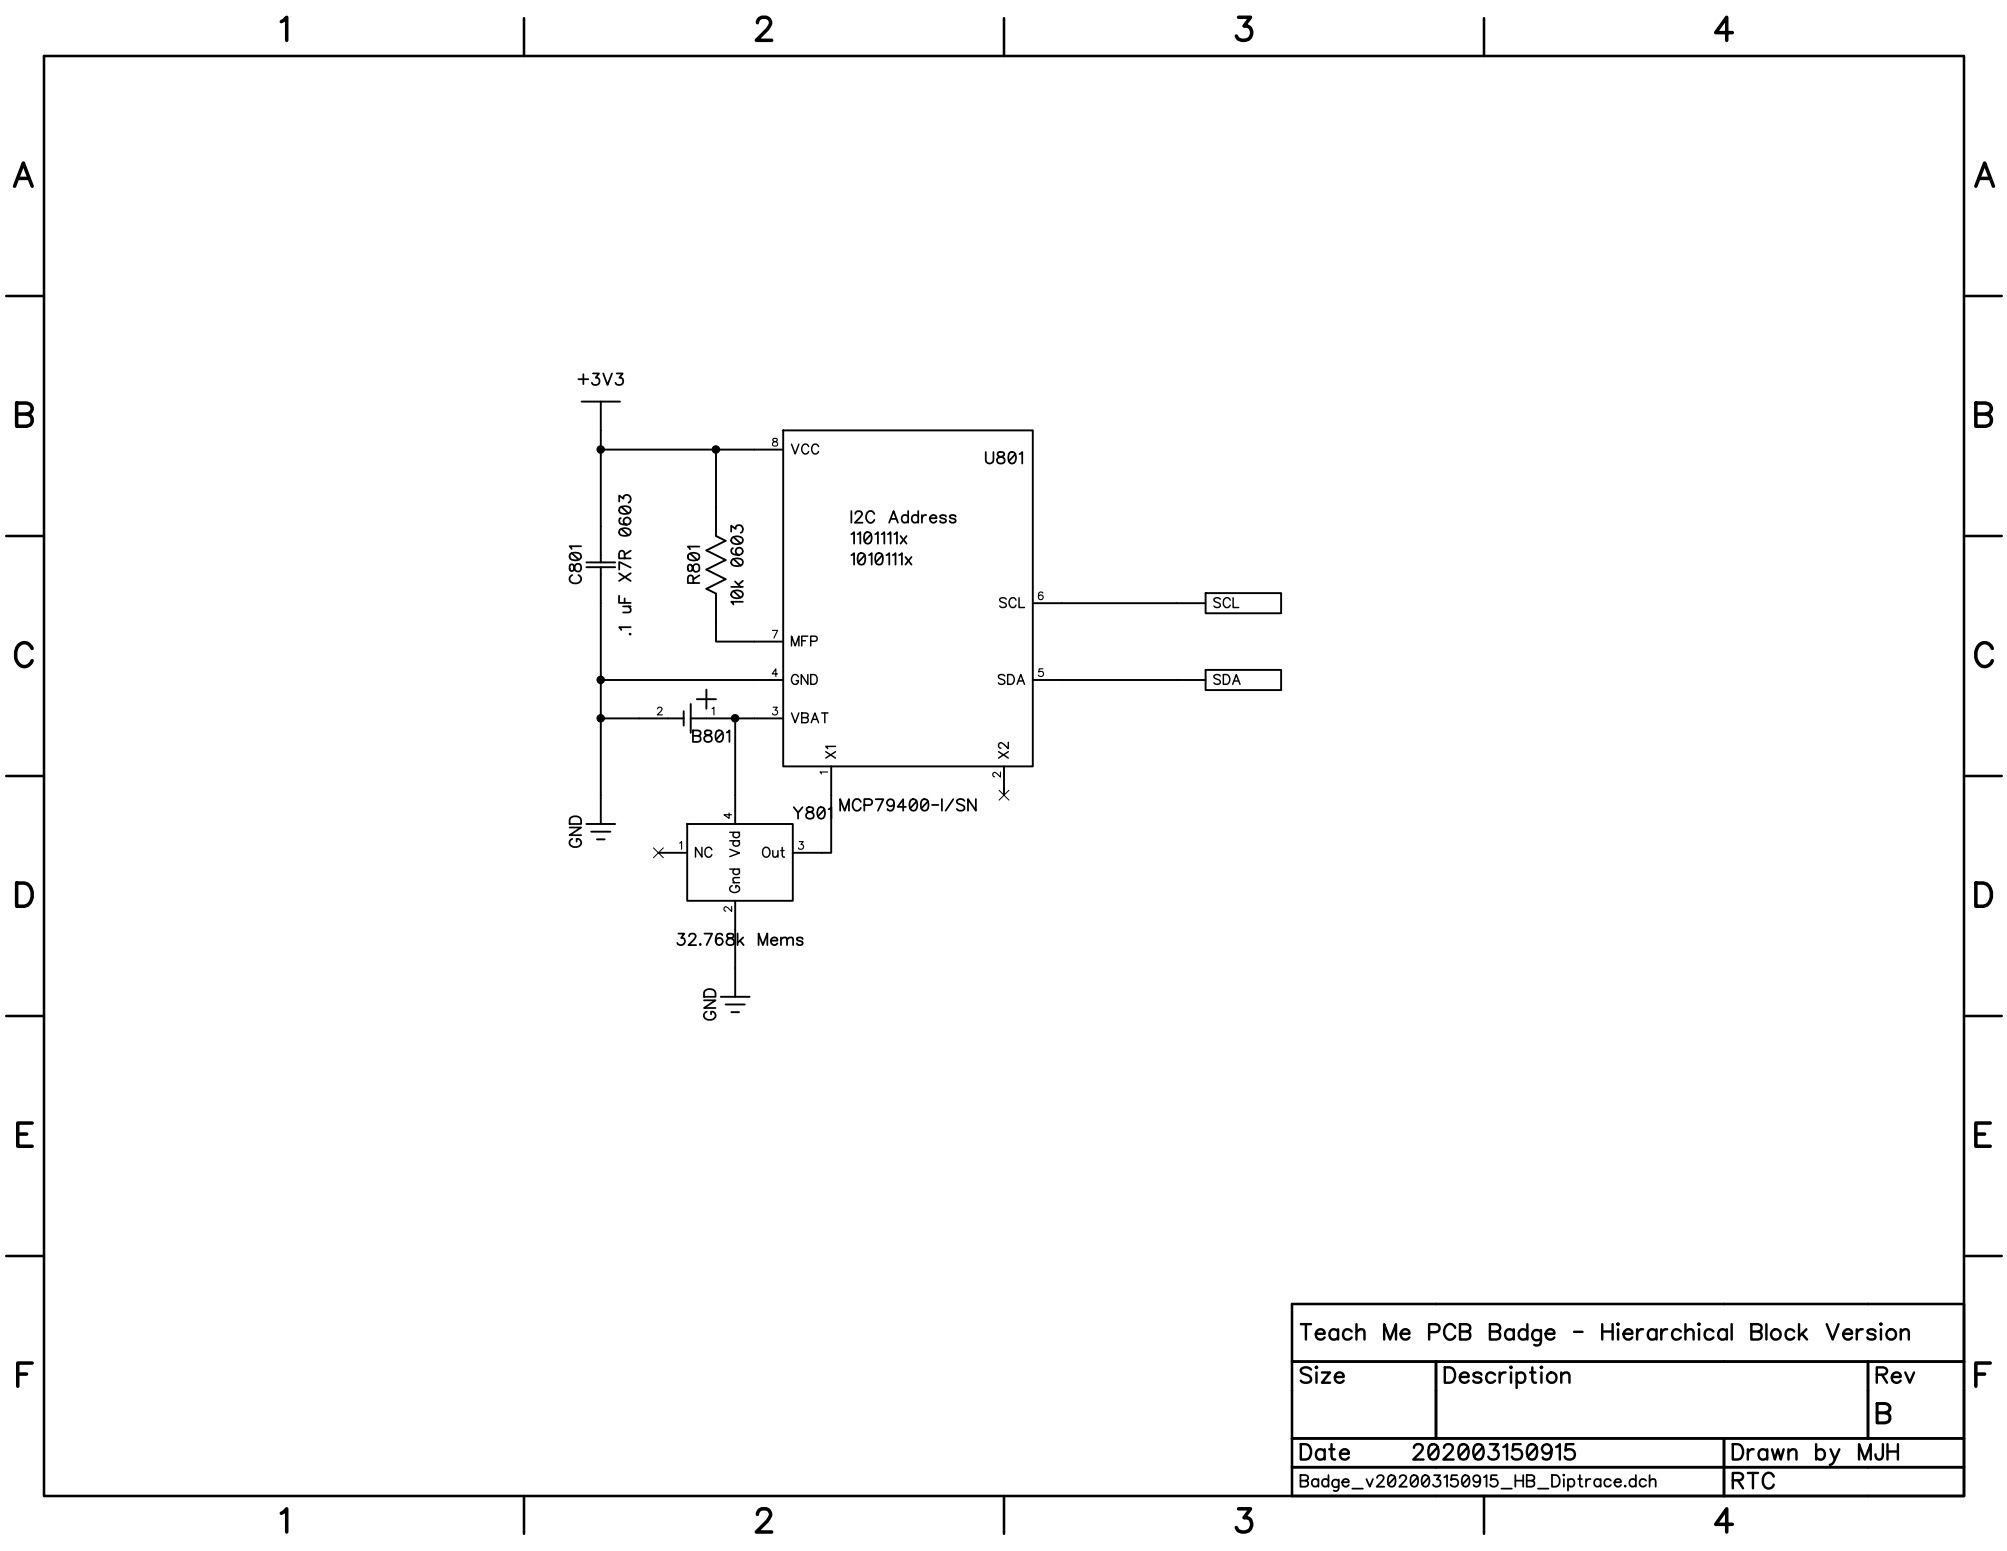 1 2 3 4
A A
B B
C C
D D
E E
F F
+3V3
8 VCC
U801
I2C Address
1101111x
1010111x
C801
.1 uF X7R 0603
R801
10k 0603
SCL 6 SCL
7 MFP
4 GND
SDA 5 SDA
2 1 3 VBAT
B801
X1 X2
1 2
MCP79400-I/SN
Y801
GND
4
1 NC Gnd Vdd Out 3
2
32.768k Mems
GND
Teach Me PCB Badge - Hierarchical Block Version
Size Description Rev
B
Date 202003150915 Drawn by MJH
Badge_v202003150915_HB_Diptrace.dch RTC
1 2 3 4